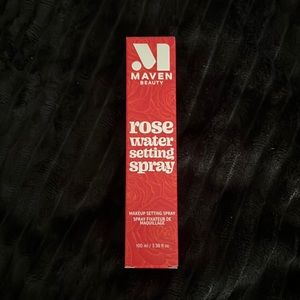 M
MAVEN
BEAUTY
rose
water
setting
spray
MAKEUP SETTING SPRAY
SPRAY FIXATEUR DE
MAQUILLAGE
100 ml / 3.38 fl.oz